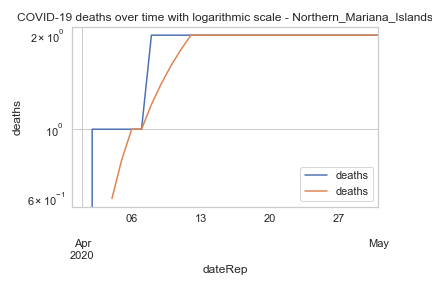 COVID-19 deaths over time with logarithmic scale - Northern_Mariana_Islands
2 × 10⁰
10⁰
6 × 10⁻¹
deaths
deaths
deaths
06 13 20 27
Apr May
2020
dateRep